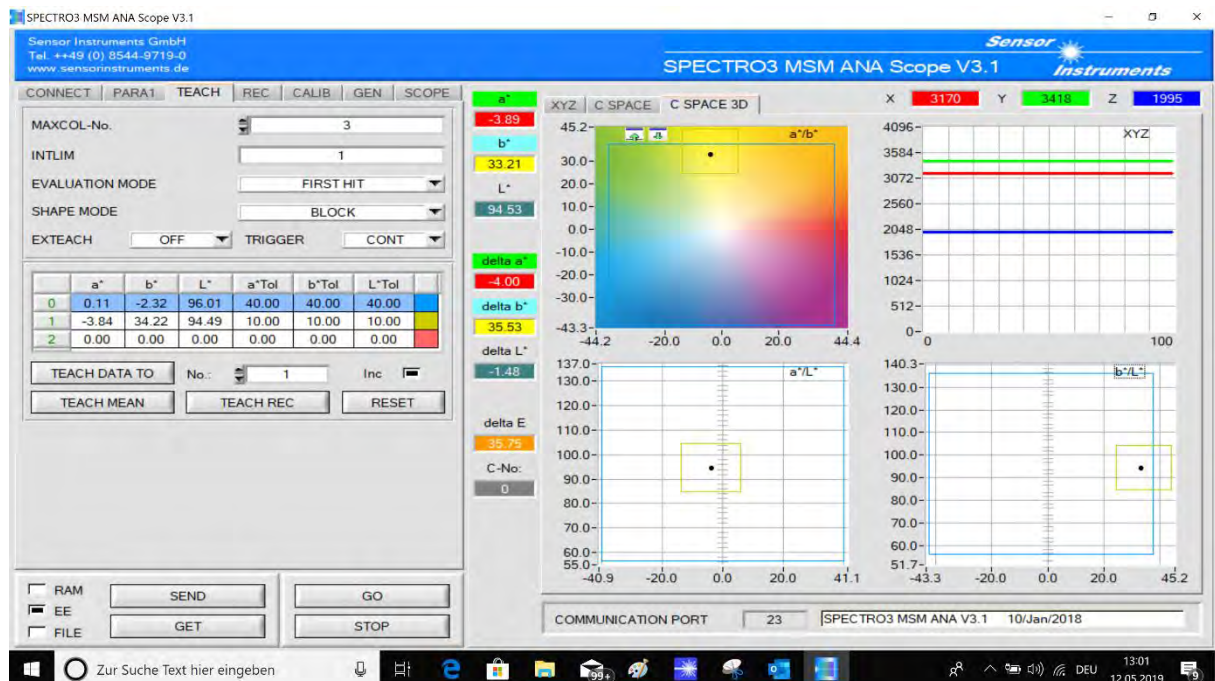 SPECTRO3 MSM ANA Scope V3.1
Sensor Instruments GmbH
Tel. ++49 (0) 8544-9719-0
www.sensorinstruments.de
SPECTRO3 MSM ANA Scope V3.1
Sensor
Instruments
CONNECT PARA1 TEACH REC CALIB GEN SCOPE
MAXCOL-No. 3
INTLIM 1
EVALUATION MODE FIRST HIT
SHAPE MODE BLOCK
EXTEACH OFF TRIGGER CONT
a* b* L* a*Tol b*Tol L*Tol
0 0.11 -2.32 96.01 40.00 40.00 40.00
1 -3.84 34.22 94.49 10.00 10.00 10.00
2 0.00 0.00 0.00 0.00 0.00 0.00
TEACH DATA TO No.: 1 Inc
TEACH MEAN TEACH REC RESET
RAM
EE
FILE
SEND GO
GET STOP
a*
-3.89
b*
33.21
L*
94.53
delta a*
-4.00
delta b*
35.53
delta L*
-1.48
delta E
35.75
C-No:
0
XYZ C SPACE C SPACE 3D
X 3170 Y 3418 Z 1995
a*/b*
45.2
30.0
20.0
10.0
0.0
-10.0
-20.0
-30.0
-43.3
-44.2 -20.0 0.0 20.0 44.4
XYZ
4096
3584
3072
2560
2048
1536
1024
512
0
0 100
a*/L*
137.0
130.0
120.0
110.0
100.0
90.0
80.0
70.0
60.0
55.0
-40.9 -20.0 0.0 20.0 41.1
b*/L*
140.3
130.0
120.0
110.0
100.0
90.0
80.0
70.0
60.0
51.7
-43.3 -20.0 0.0 20.0 45.2
COMMUNICATION PORT 23 SPECTRO3 MSM ANA V3.1 10/Jan/2018
Zur Suche Text hier eingeben
99+
DEU
13:01
12.05.2019
9